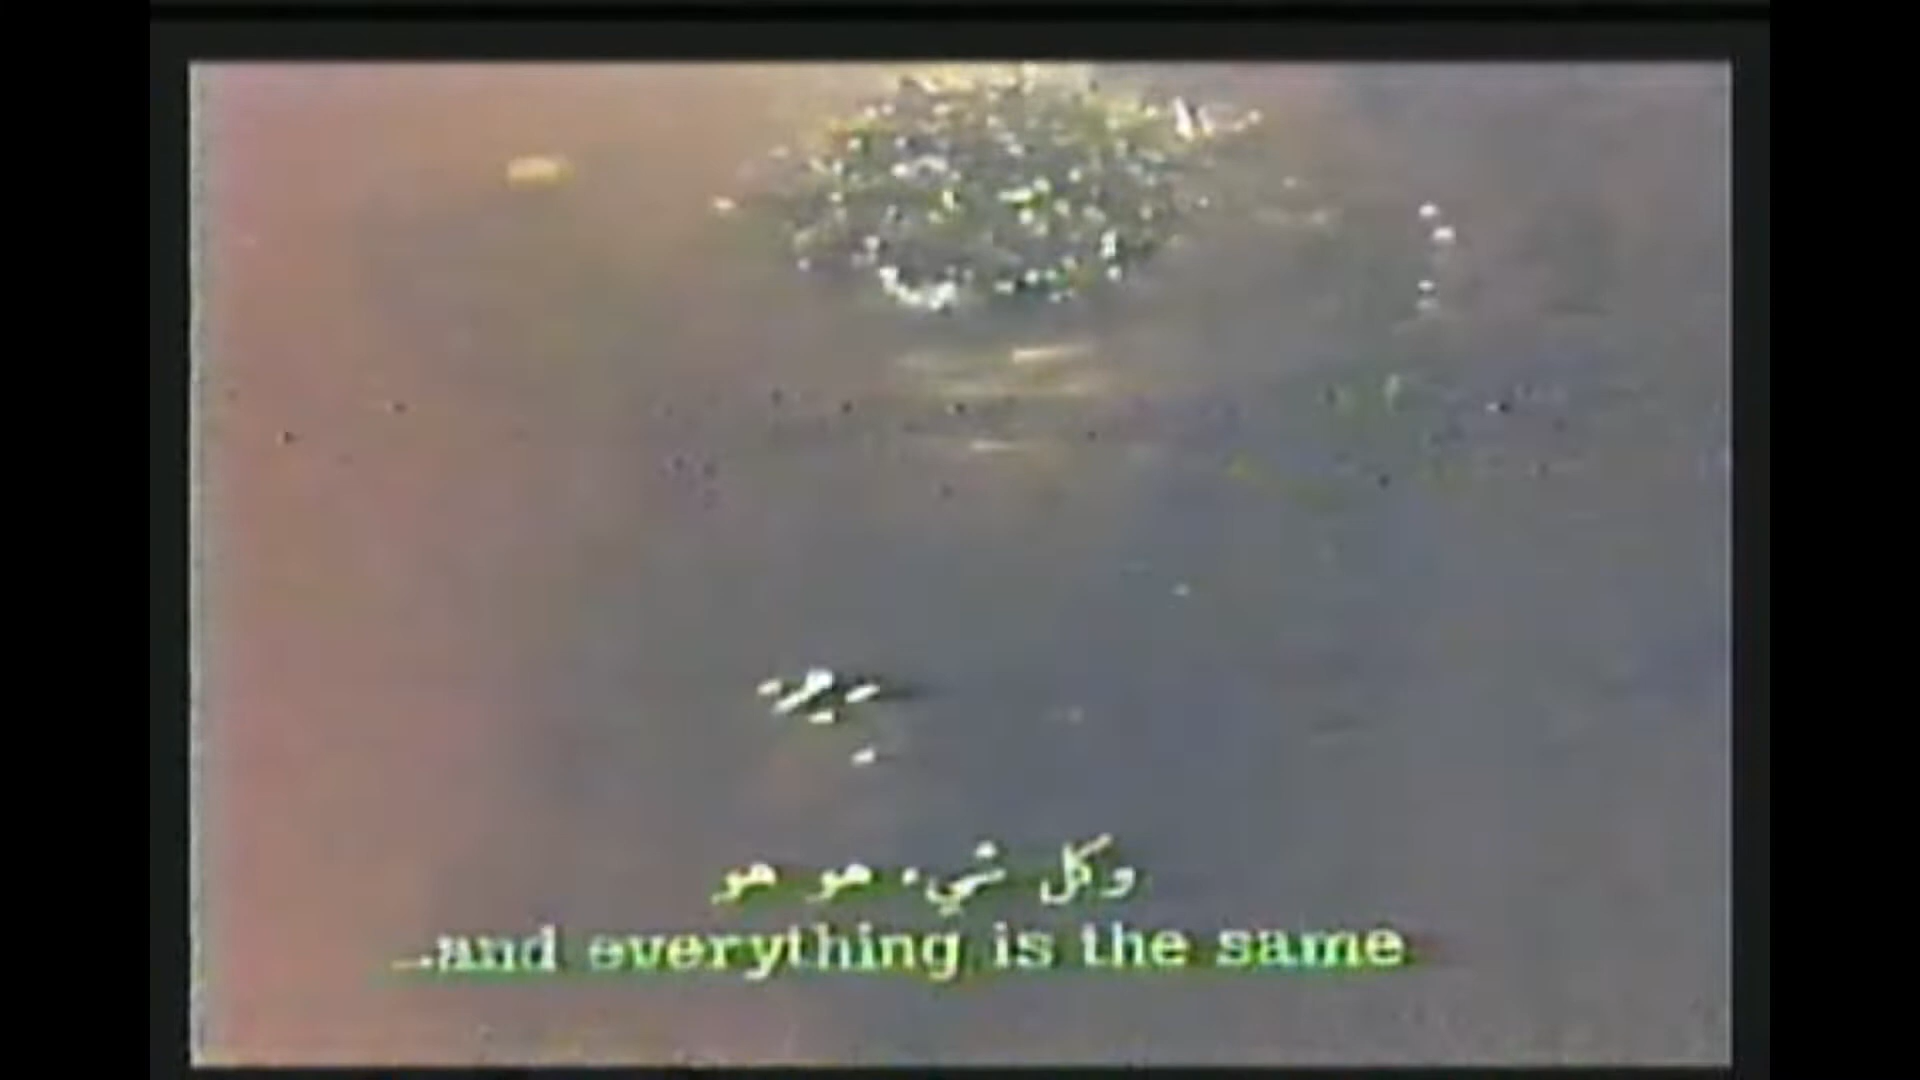 وكل شيء هو هو
...and everything is the same